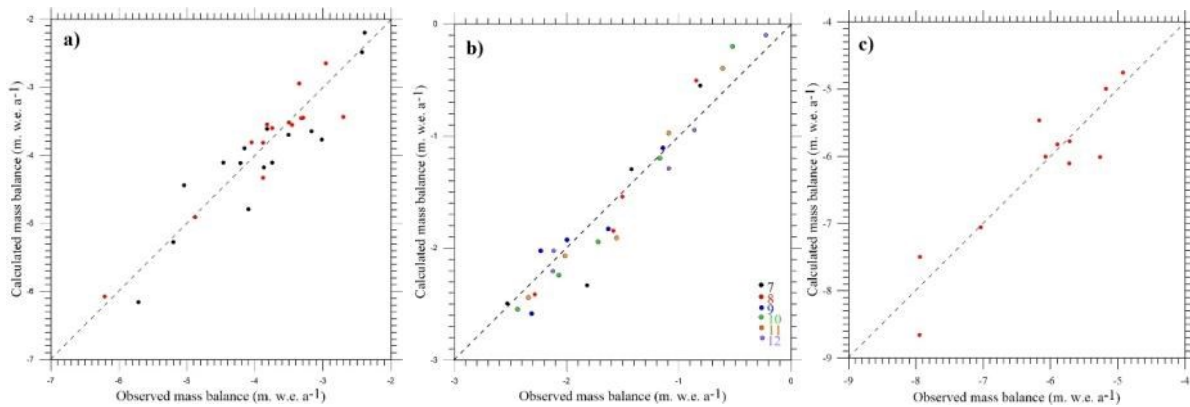 a)
-2
-3
-4
-5
-6
-7
Calculated mass balance (m. w.e. a-1)
-7 -6 -5 -4 -3 -2
Observed mass balance (m. w.e. a-1)
b)
0
-1
-2
-3
Calculated mass balance (m. w.e. a-1)
7
8
9
10
11
12
-3 -2 -1 0
Observed mass balance (m. w.e. a-1)
c)
-4
-5
-6
-7
-8
-9
Calculated mass balance (m. w.e. a-1)
-9 -8 -7 -6 -5 -4
Observed mass balance (m. w.e. a-1)